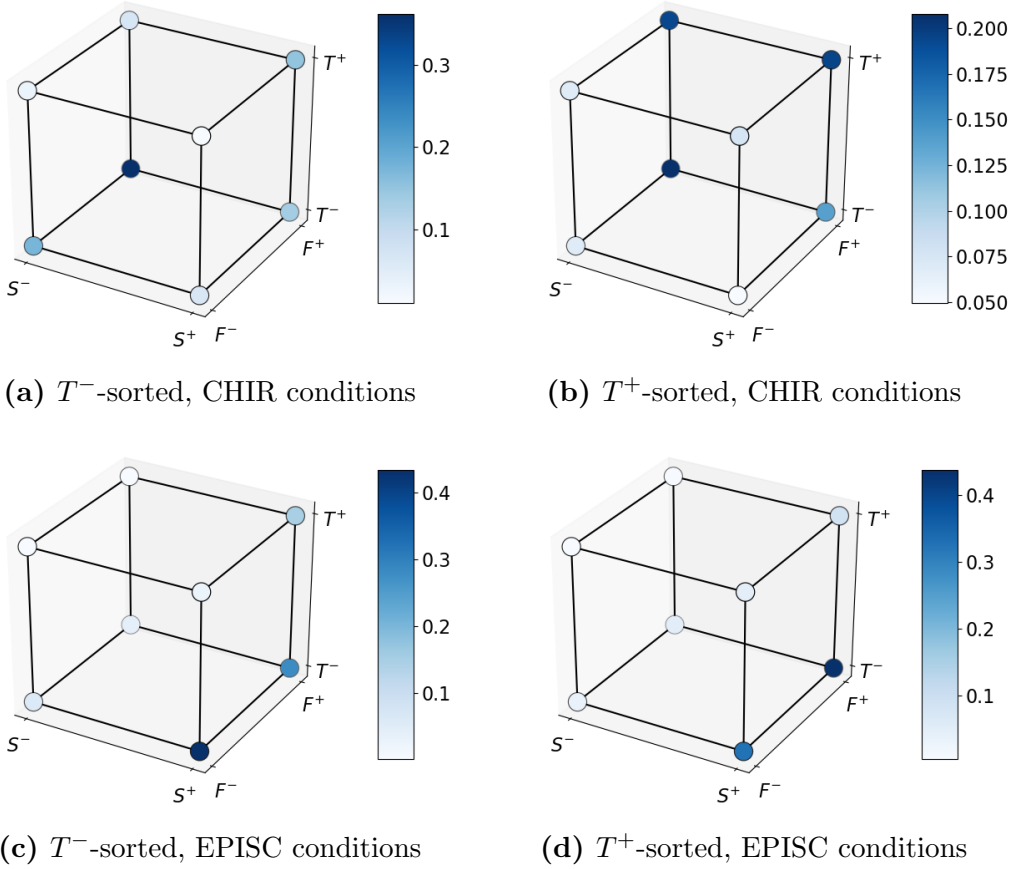 T⁺
T⁻
F⁺
S⁻
S⁺
F⁻
0.3
0.2
0.1
T⁺
T⁻
F⁺
S⁻
S⁺
F⁻
0.200
0.175
0.150
0.125
0.100
0.075
0.050
(a) T⁻-sorted, CHIR conditions
(b) T⁺-sorted, CHIR conditions
T⁺
T⁻
F⁺
S⁻
S⁺
F⁻
0.4
0.3
0.2
0.1
T⁺
T⁻
F⁺
S⁻
S⁺
F⁻
0.4
0.3
0.2
0.1
(c) T⁻-sorted, EPISC conditions
(d) T⁺-sorted, EPISC conditions